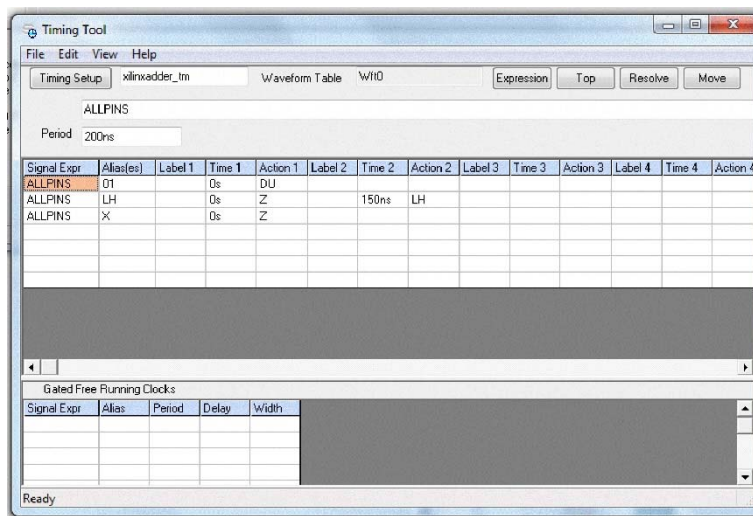 Timing Tool
File Edit View Help
Timing Setup xilinxadder_tm Waveform Table Wft0 Expression Top Resolve Move
ALLPINS
Period 200ns
Signal Expr Alias(es) Label 1 Time 1 Action 1 Label 2 Time 2 Action 2 Label 3 Time 3 Action 3 Label 4 Time 4 Action 4
ALLPINS 01 0s DU
ALLPINS LH 0s Z 150ns LH
ALLPINS X 0s Z
Gated Free Running Clocks
Signal Expr Alias Period Delay Width
Ready